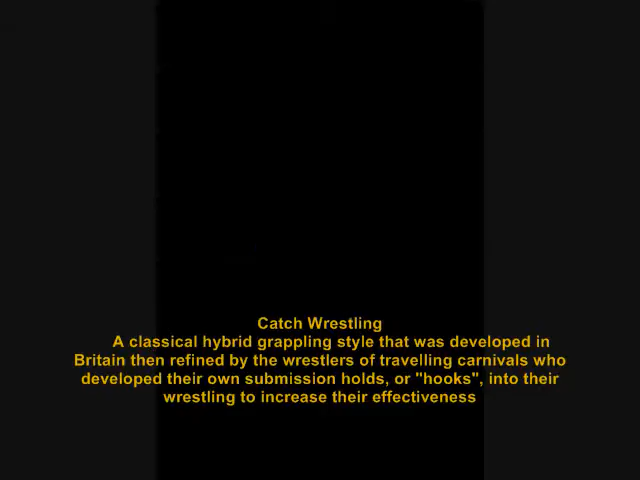 Catch Wrestling
A classical hybrid grappling style that was developed in
Britain then refined by the wrestlers of travelling carnivals who
developed their own submission holds, or "hooks", into their
wrestling to increase their effectiveness